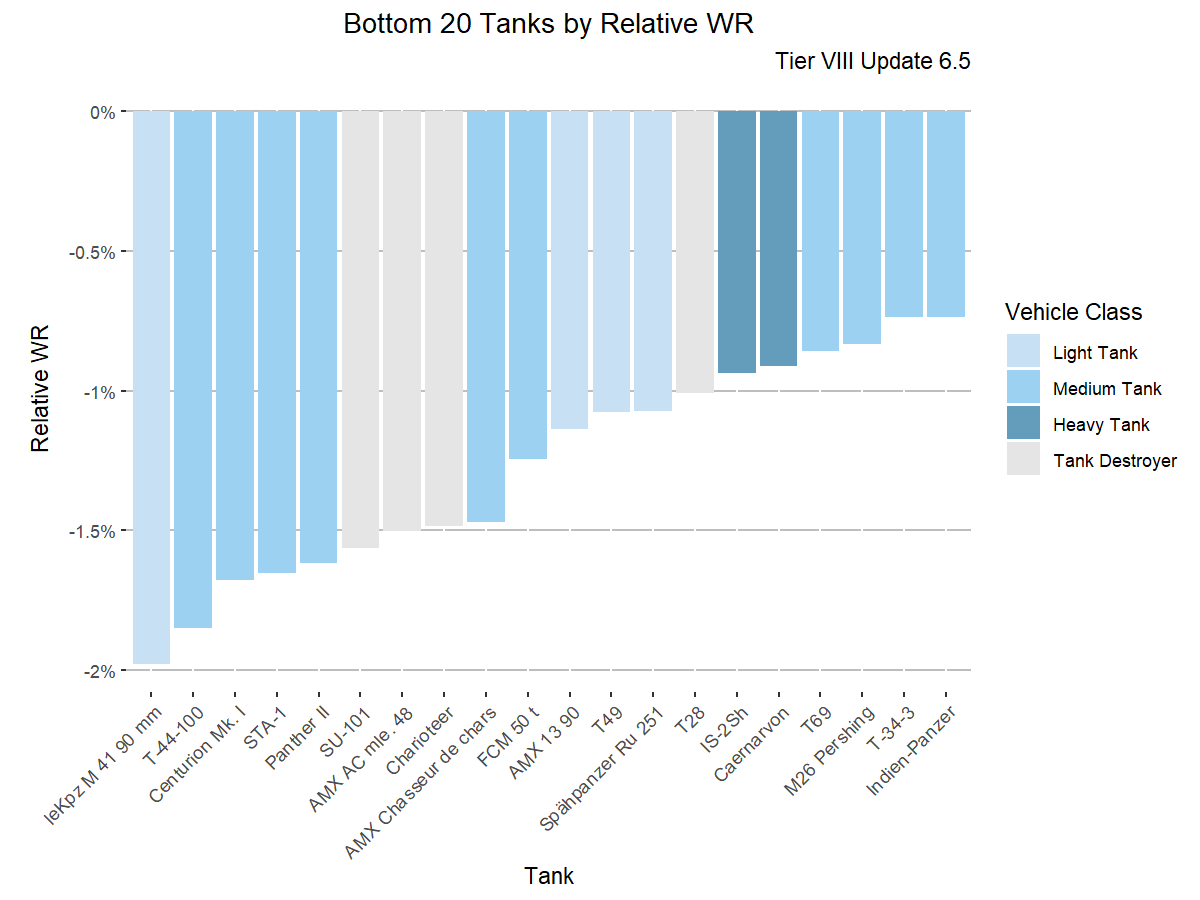 Bottom 20 Tanks by Relative WR
Tier VIII Update 6.5
Relative WR
0%
-0.5%
-1%
-1.5%
-2%
leKpz M 41 90 mm
T-44-100
Centurion Mk. I
STA-1
Panther II
SU-101
AMX AC mle. 48
Charioteer
AMX Chasseur de chars
FCM 50 t
AMX 13 90
T49
Spähpanzer Ru 251
T28
IS-2Sh
Caernarvon
T69
M26 Pershing
T-34-3
Indien-Panzer
Tank
Vehicle Class
Light Tank
Medium Tank
Heavy Tank
Tank Destroyer